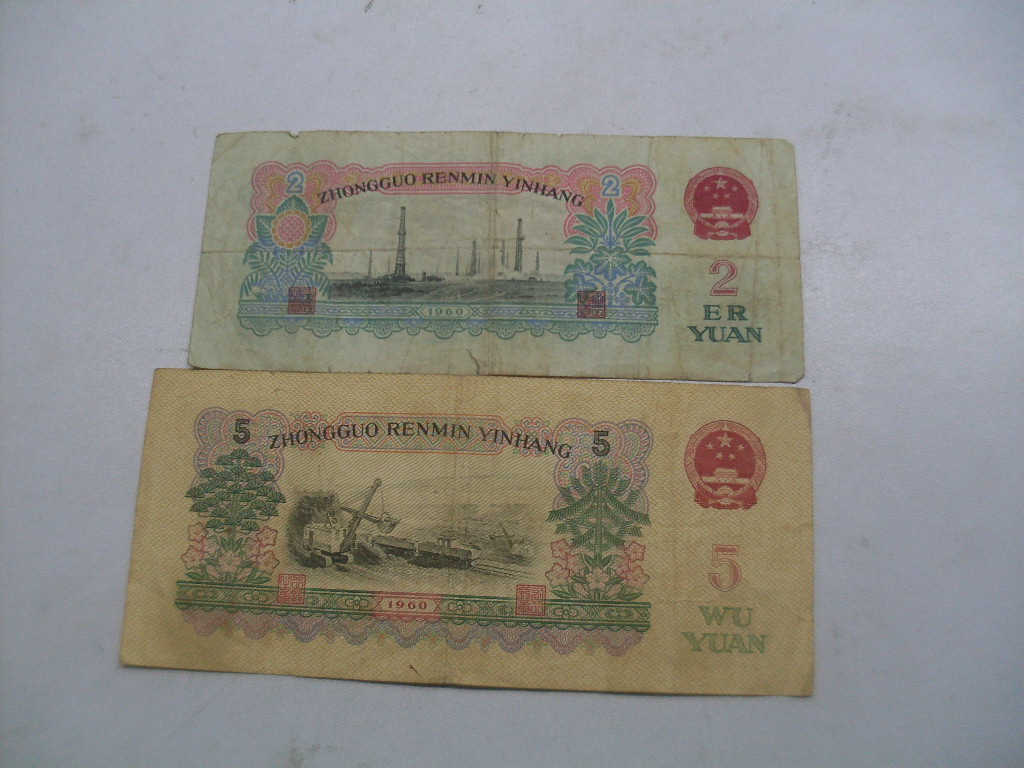 2 ZHONGGUO RENMIN YINHANG 2
2
ER
YUAN
1960
5 ZHONGGUO RENMIN YINHANG 5
5
WU
YUAN
1960